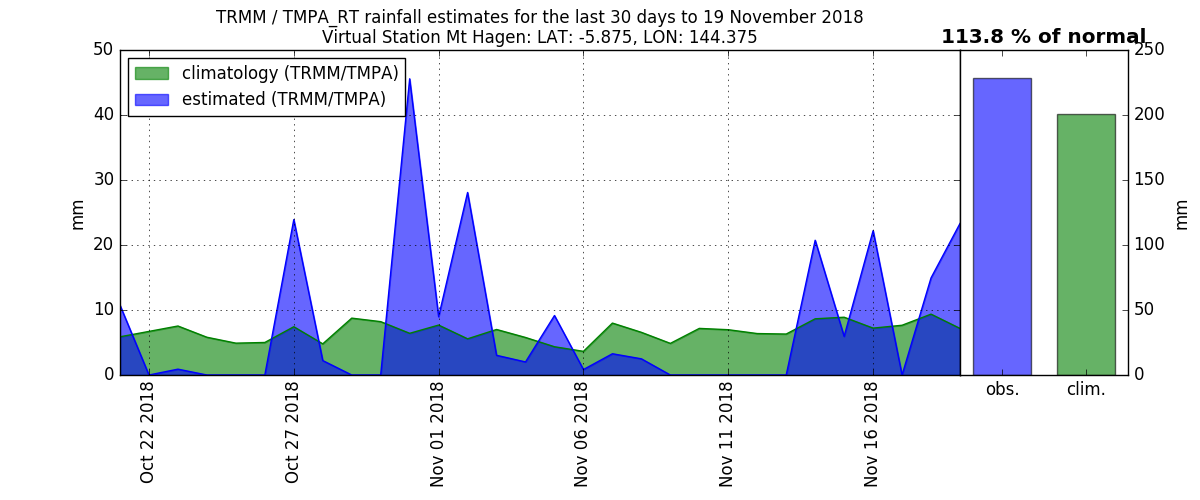 TRMM / TMPA_RT rainfall estimates for the last 30 days to 19 November 2018
Virtual Station Mt Hagen: LAT: -5.875, LON: 144.375
113.8 % of normal
climatology (TRMM/TMPA)
estimated (TRMM/TMPA)
50
40
30
20
10
0
mm
250
200
150
100
50
0
mm
obs.
clim.
Oct 22 2018
Oct 27 2018
Nov 01 2018
Nov 06 2018
Nov 11 2018
Nov 16 2018